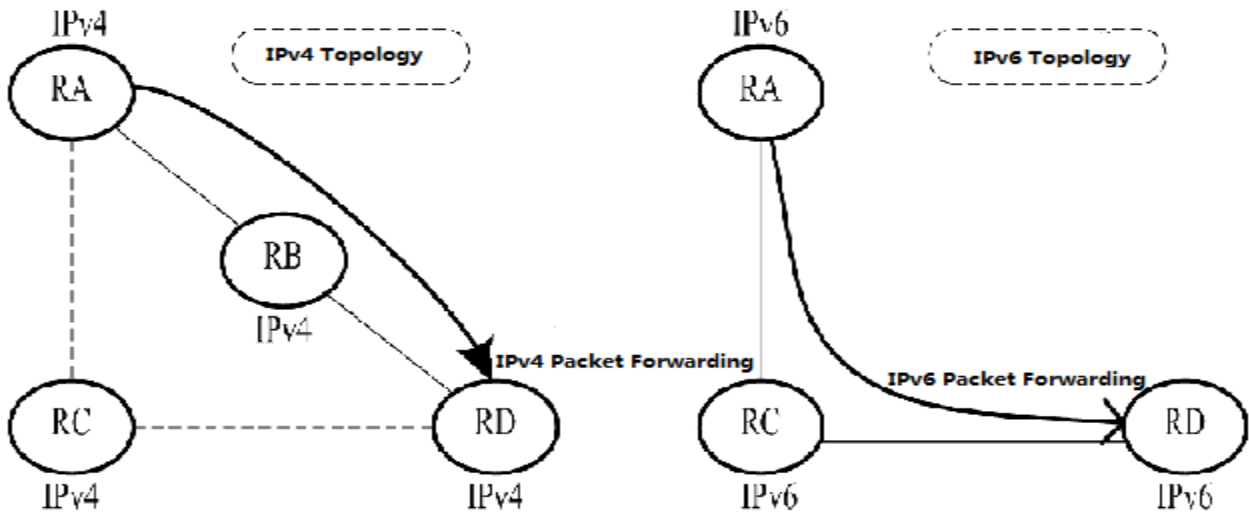 IPv4
IPv4 Topology
RA
RB
IPv4
IPv4 Packet Forwarding
RC
RD
IPv4
IPv4
IPv6
IPv6 Topology
RA
IPv6 Packet Forwarding
RC
RD
IPv6
IPv6